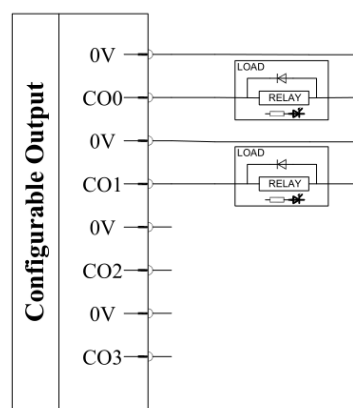 Configurable Output
0V
LOAD
CO0
RELAY
0V
LOAD
CO1
RELAY
0V
CO2
0V
CO3